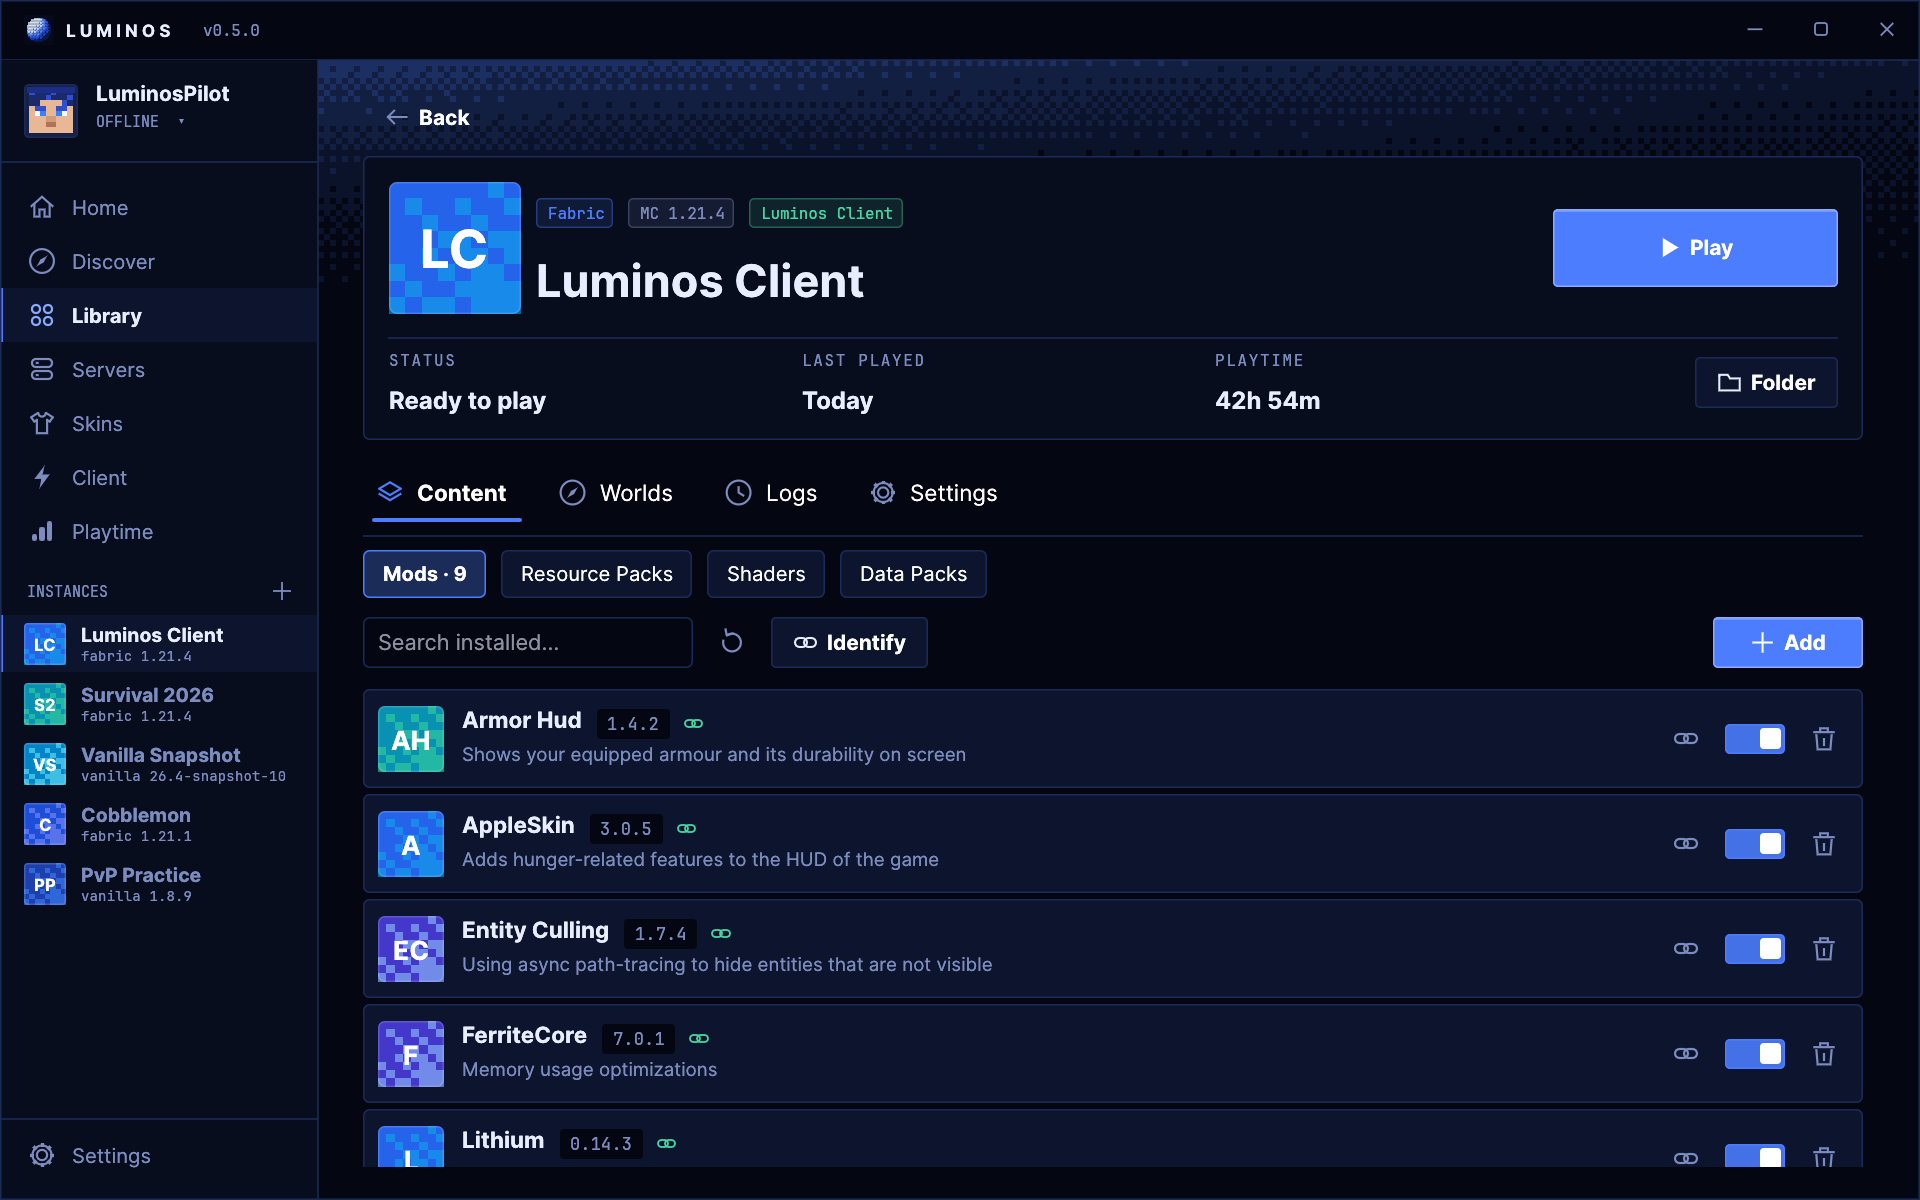 LUMINOS v0.5.0
LuminosPilot
OFFLINE
Home
Discover
Library
Servers
Skins
Client
Playtime
INSTANCES
LC
Luminos Client
fabric 1.21.4
S2
Survival 2026
fabric 1.21.4
VS
Vanilla Snapshot
vanilla 26.4-snapshot-10
C
Cobblemon
fabric 1.21.1
PP
PvP Practice
vanilla 1.8.9
Settings
Back
LC
Fabric MC 1.21.4 Luminos Client
Luminos Client
Play
STATUS LAST PLAYED PLAYTIME
Ready to play Today 42h 54m
Folder
Content Worlds Logs Settings
Mods · 9 Resource Packs Shaders Data Packs
Search installed... Identify Add
AH
Armor Hud 1.4.2
Shows your equipped armour and its durability on screen
A
AppleSkin 3.0.5
Adds hunger-related features to the HUD of the game
EC
Entity Culling 1.7.4
Using async path-tracing to hide entities that are not visible
F
FerriteCore 7.0.1
Memory usage optimizations
L
Lithium 0.14.3